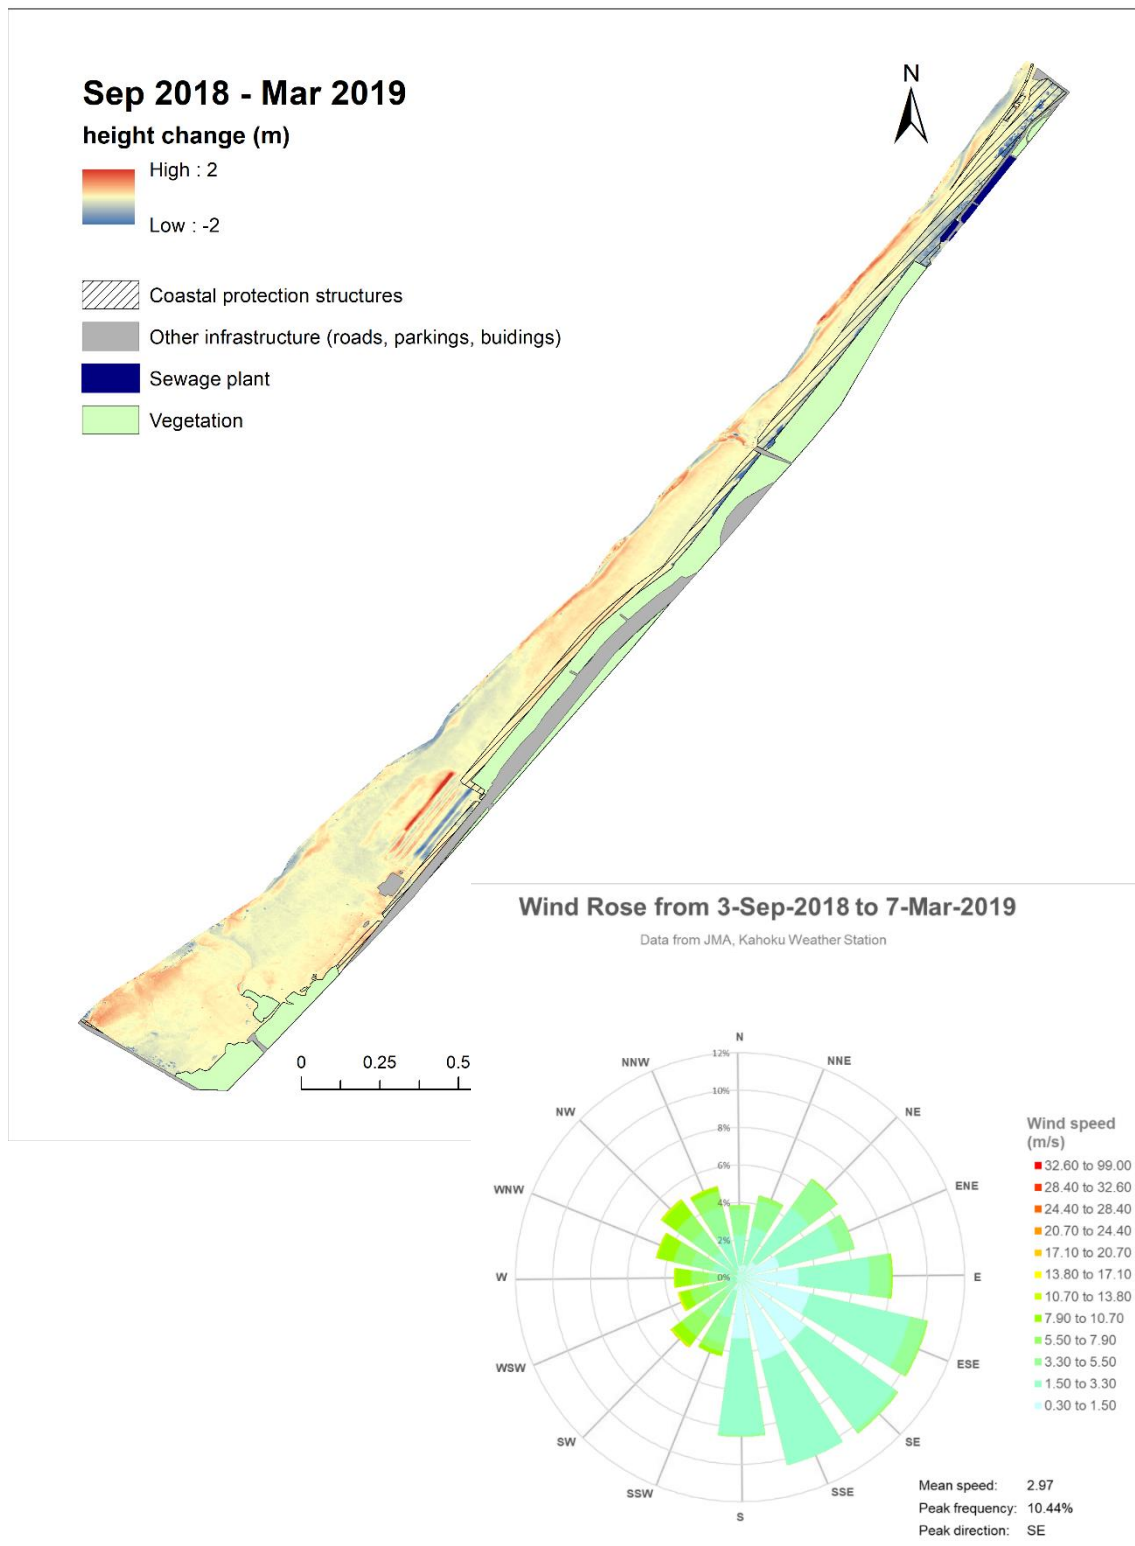 Sep 2018 - Mar 2019
height change (m)
High : 2
Low : -2
Coastal protection structures
Other infrastructure (roads, parkings, buidings)
Sewage plant
Vegetation
N
0 0.25 0.5
Wind Rose from 3-Sep-2018 to 7-Mar-2019
Data from JMA, Kahoku Weather Station
N
NNE
NE
ENE
E
ESE
SE
SSE
S
SSW
SW
WSW
W
WNW
NW
NNW
12%
10%
8%
6%
4%
2%
0%
Wind speed
(m/s)
32.60 to 99.00
28.40 to 32.60
24.40 to 28.40
20.70 to 24.40
17.10 to 20.70
13.80 to 17.10
10.70 to 13.80
7.90 to 10.70
5.50 to 7.90
3.30 to 5.50
1.50 to 3.30
0.30 to 1.50
Mean speed: 2.97
Peak frequency: 10.44%
Peak direction: SE